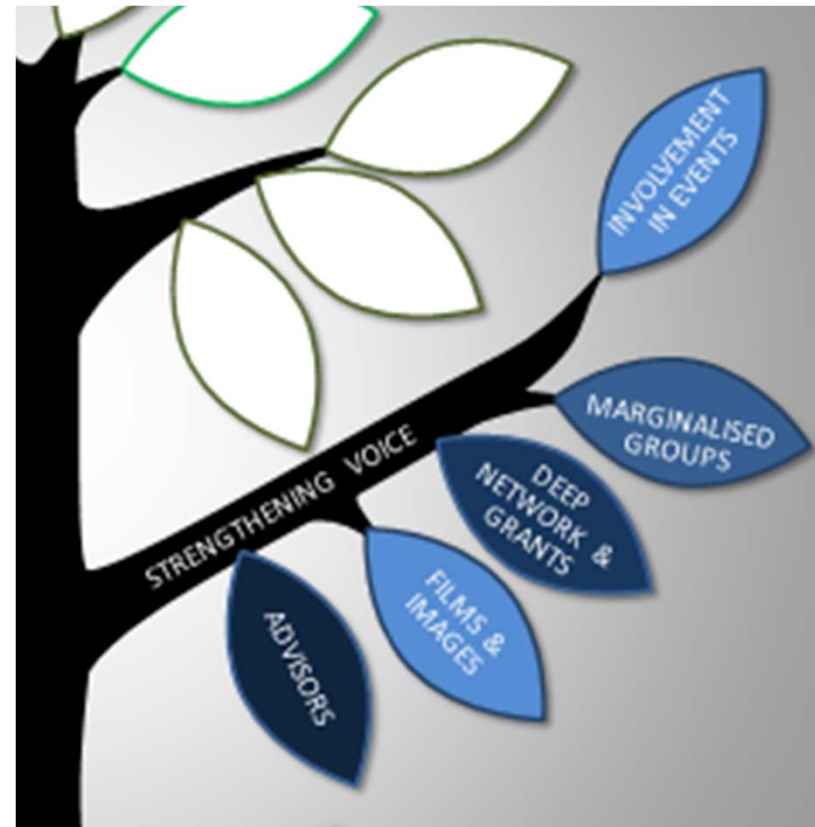 INVOLVEMENT
IN EVENTS
MARGINALISED
GROUPS
STRENGTHENING VOICE
DEEP
NETWORK &
GRANTS
FILMS &
IMAGES
ADVISORS